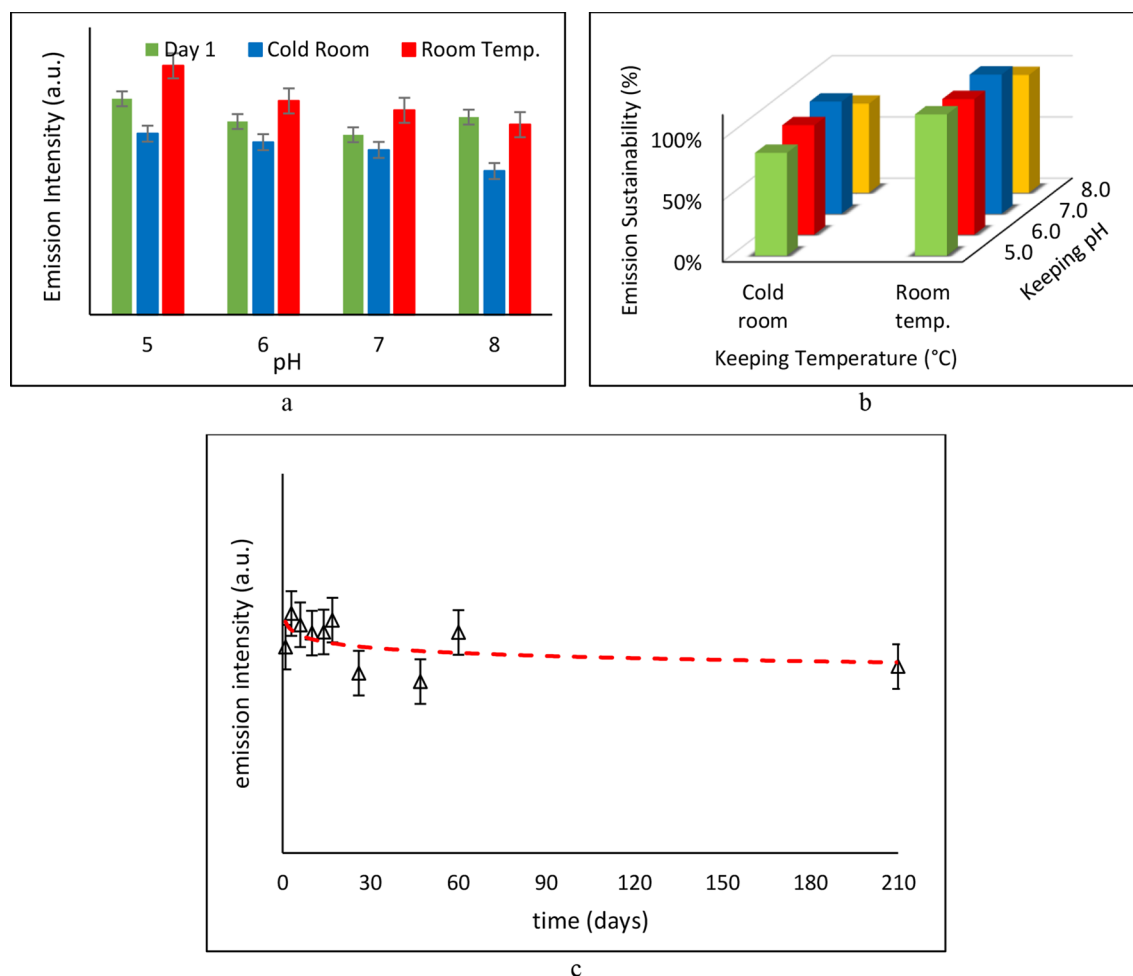 Emission Intensity (a.u.)
Day 1 Cold Room Room Temp.
5 6 7 8
pH
a
Emission Sustainability (%)
100%
50%
0%
Cold room
Room temp.
Keeping Temperature (°C)
5.0
6.0
7.0
8.0
Keeping pH
b
emission intensity (a.u.)
0 30 60 90 120 150 180 210
time (days)
c